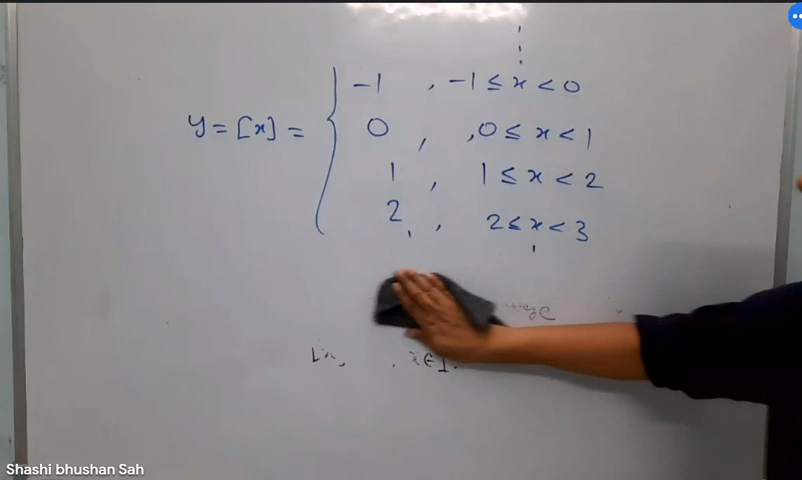 -1 , -1 ≤ x < 0
y = [x] = 0 , ,0 ≤ x < 1
1 , 1 ≤ x < 2
2 , 2 ≤ x < 3
x ∈ I.
Shashi bhushan Sah